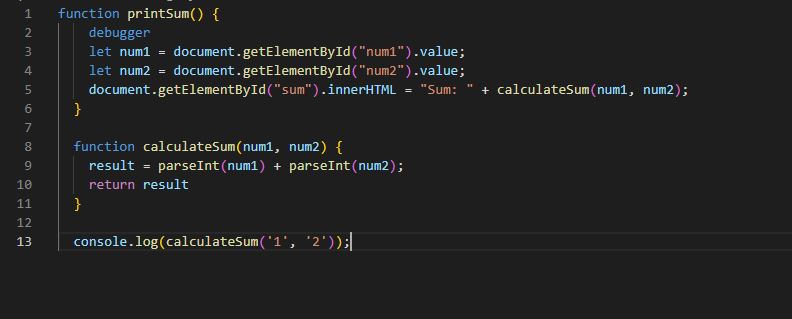 1 function printSum() {
2 debugger
3 let num1 = document.getElementById("num1").value;
4 let num2 = document.getElementById("num2").value;
5 document.getElementById("sum").innerHTML = "Sum: " + calculateSum(num1, num2);
6 }
7
8 function calculateSum(num1, num2) {
9 result = parseInt(num1) + parseInt(num2);
10 return result
11 }
12
13 console.log(calculateSum('1', '2'));